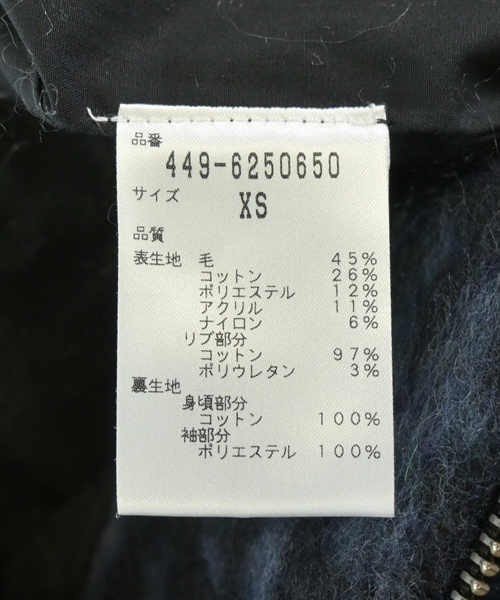 品番
449-6250650
サイズ
XS
品質
表生地 毛 45%
コットン 26%
ポリエステル 12%
アクリル 11%
ナイロン 6%
リブ部分
コットン 97%
ポリウレタン 3%
裏生地
身頃部分
コットン 100%
袖部分
ポリエステル 100%